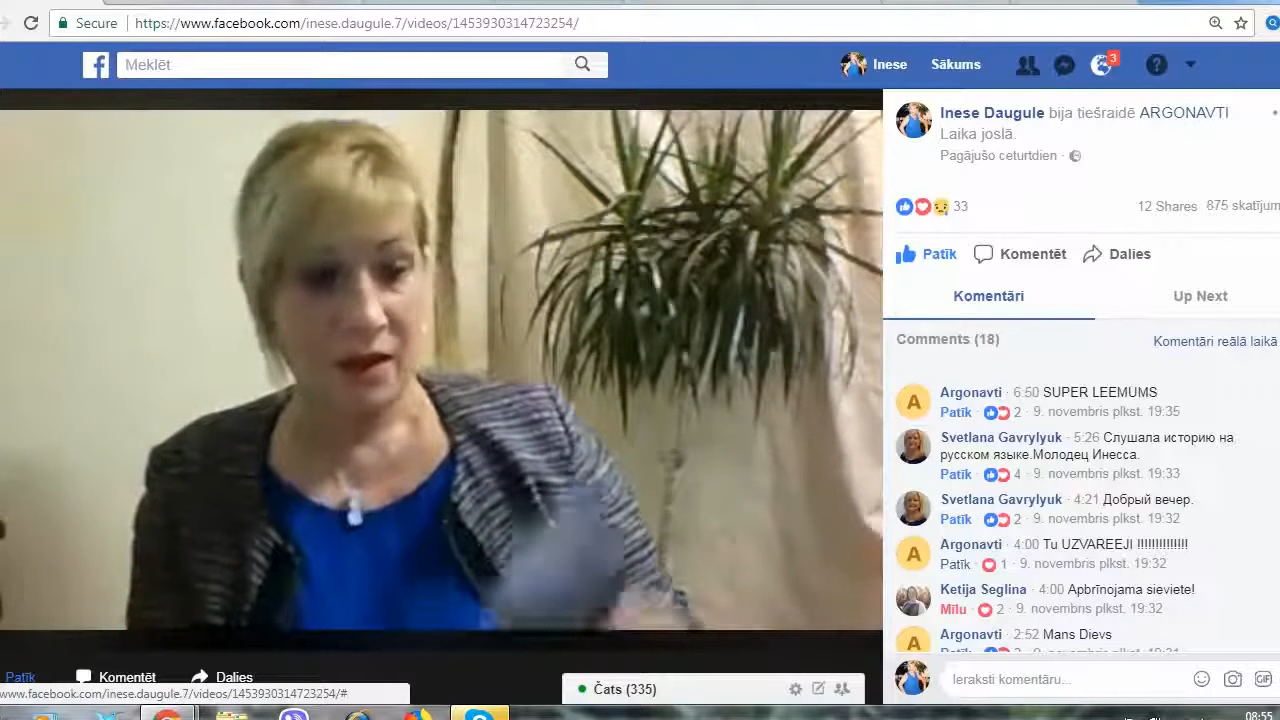 Secure https://www.facebook.com/inese.daugule.7/videos/1453930314723254/
Meklēt
Inese Sākums 3
Inese Daugule bija tiešraidē ARGONAVTI
Laika joslā.
Pagājušo ceturtdien ·
33 12 Shares 875 skatījum
Patīk Komentēt Dalies
Komentāri Up Next
Comments (18) Komentāri reālā laikā
Argonavti · 6:50 SUPER LEEMUMS
Patīk · 2 · 9. novembris plkst. 19:35
Svetlana Gavrylyuk · 5:26 Слушала историю на
русском языке.Молодец Инесса.
Patīk · 4 · 9. novembris plkst. 19:33
Svetlana Gavrylyuk · 4:21 Добрый вечер.
Patīk · 2 · 9. novembris plkst. 19:32
Argonavti · 4:00 Tu UZVAREEJI !!!!!!!!!!!!!!
Patīk · 1 · 9. novembris plkst. 19:32
Ketija Seglina · 4:00 Apbrīnojama sieviete!
Mīlu · 2 · 9. novembris plkst. 19:32
Argonavti · 2:52 Mans Dievs
Ieraksti komentāru... GIF
Patīk Komentēt Dalies
www.facebook.com/inese.daugule.7/videos/1453930314723254/#
Čats (335)
08:55